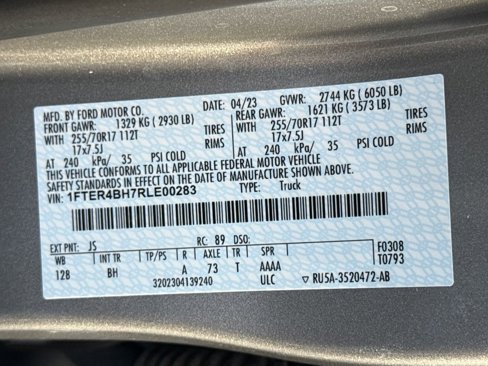 MFD. BY FORD MOTOR CO. DATE: 04/23 GVWR: 2744 KG ( 6050 LB)
FRONT GAWR: 1329 KG ( 2930 LB) REAR GAWR: 1621 KG ( 3573 LB)
WITH 255/70R17 112T TIRES WITH 255/70R17 112T TIRES
17x7.5J RIMS 17x7.5J RIMS
AT 240 kPa/ 35 PSI COLD AT 240 kPa/ 35 PSI COLD
THIS VEHICLE CONFORMS TO ALL APPLICABLE FEDERAL MOTOR VEHICLE
SAFETY STANDARDS IN EFFECT ON THE DATE OF MANUFACTURE SHOWN ABOVE.
VIN: 1FTER4BH7RLE00283 TYPE: Truck
EXT PNT: JS RC: 89 DSO: F0308
WB INT TR TP/PS R AXLE TR SPR T0793
128 BH A 73 T AAAA
3202304139240 ULC ▽ RU5A-3520472-AB